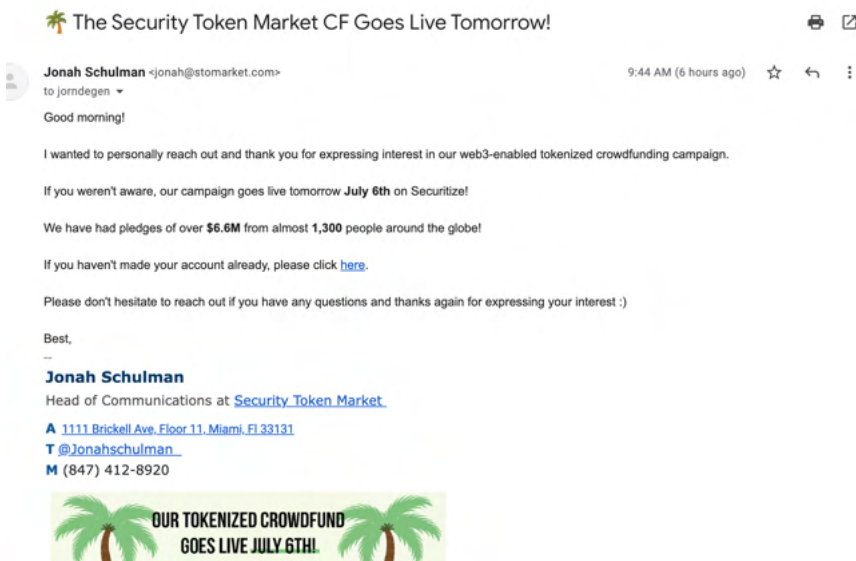 🌴 The Security Token Market CF Goes Live Tomorrow!
Jonah Schulman <jonah@stomarket.com>
9:44 AM (6 hours ago)
to jorndegen
Good morning!
I wanted to personally reach out and thank you for expressing interest in our web3-enabled tokenized crowdfunding campaign.
If you weren't aware, our campaign goes live tomorrow July 6th on Securitize!
We have had pledges of over $6.6M from almost 1,300 people around the globe!
If you haven't made your account already, please click here.
Please don't hesitate to reach out if you have any questions and thanks again for expressing your interest :)
Best,
--
Jonah Schulman
Head of Communications at Security Token Market
A 1111 Brickell Ave, Floor 11, Miami, Fl 33131
T @Jonahschulman
M (847) 412-8920
OUR TOKENIZED CROWDFUND
GOES LIVE JULY 6TH!